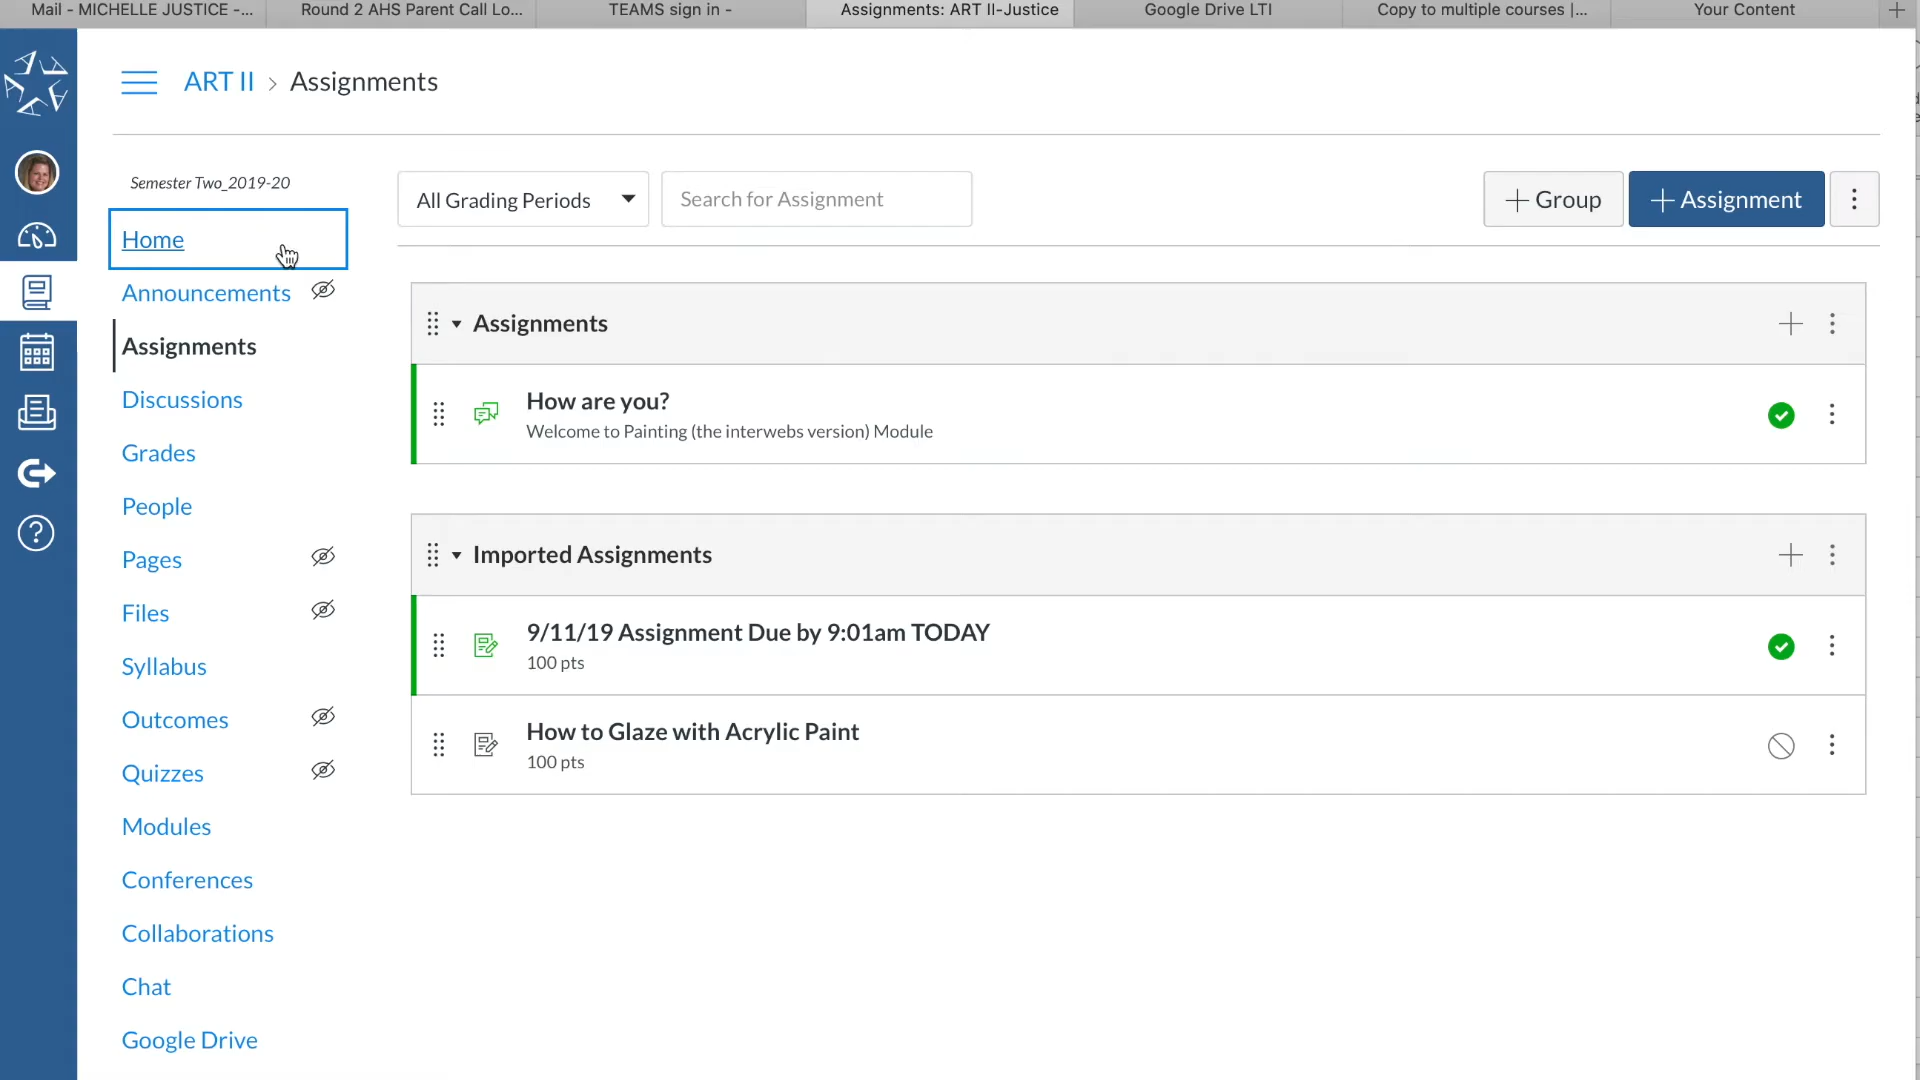 Mail - MICHELLE JUSTICE -...
Round 2 AHS Parent Call Lo...
TEAMS sign in -
Assignments: ART II-Justice
Google Drive LTI
Copy to multiple courses |...
Your Content
ART II > Assignments
Semester Two_2019-20
All Grading Periods
Search for Assignment
+ Group
+ Assignment
Home
Announcements
Assignments
Discussions
Grades
People
Pages
Files
Syllabus
Outcomes
Quizzes
Modules
Conferences
Collaborations
Chat
Google Drive
Assignments
How are you?
Welcome to Painting (the interwebs version) Module
Imported Assignments
9/11/19 Assignment Due by 9:01am TODAY
100 pts
How to Glaze with Acrylic Paint
100 pts